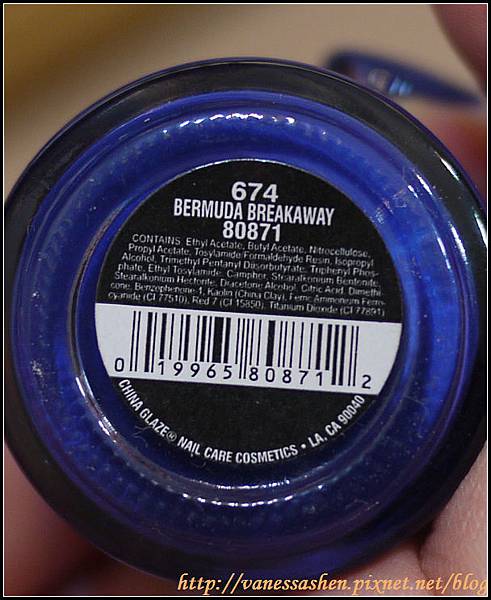 674
BERMUDA BREAKAWAY
80871
CONTAINS: Ethyl Acetate, Butyl Acetate, Nitrocellulose,
Propyl Acetate, Tosylamide/Formaldehyde Resin, Isopropyl
Alcohol, Trimethyl Pentanyl Diisobutyrate, Triphenyl Phos-
phate, Ethyl Tosylamide, Camphor, Stearalkonium Bentonite,
Stearalkonium Hectorite, Diacetone Alcohol, Citric Acid, Dimethi-
cone, Benzophenone-1, Kaolin (China Clay), Ferric Ammonium Ferro-
cyanide (CI 77510), Red 7 (CI 15850), Titanium Dioxide (CI 77891)
0 19965 80871 2
CHINA GLAZE® NAIL CARE COSMETICS • LA, CA 90040
http://vanessashen.pixnet.net/blog